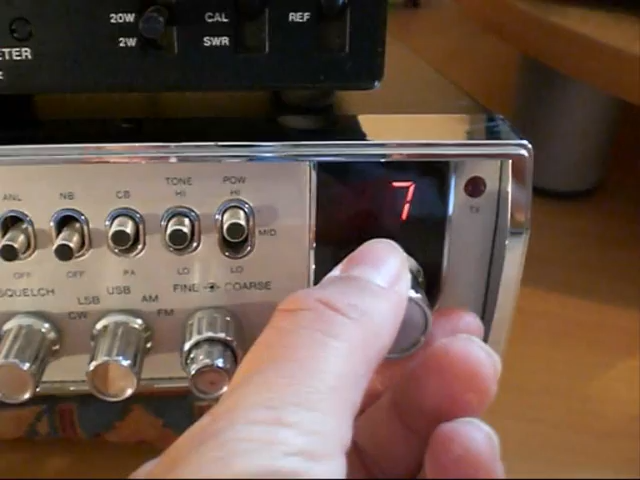 20W CAL REF
2W SWR
ETER
ANL NB CB TONE POW
HI HI
MID
OFF OFF PA LO LO
SQUELCH LSB USB AM FINE COARSE
CW FM
7
TX